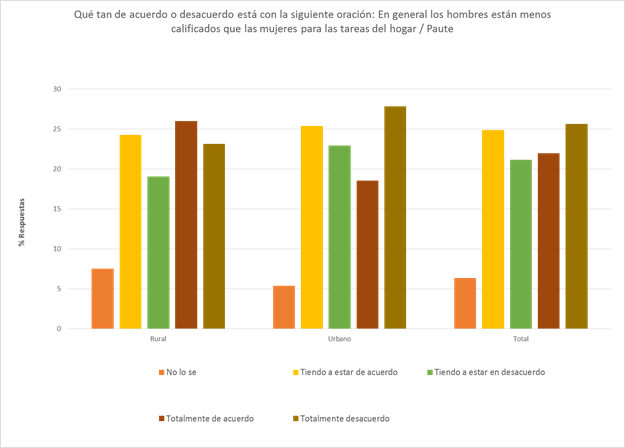 Qué tan de acuerdo o desacuerdo está con la siguiente oración: En general los hombres están menos
calificados que las mujeres para las tareas del hogar / Paute
30
25
20
15
10
5
0
% Respuestas
Rural
Urbano
Total
No lo se
Tiendo a estar de acuerdo
Tiendo a estar en desacuerdo
Totalmente de acuerdo
Totalmente desacuerdo